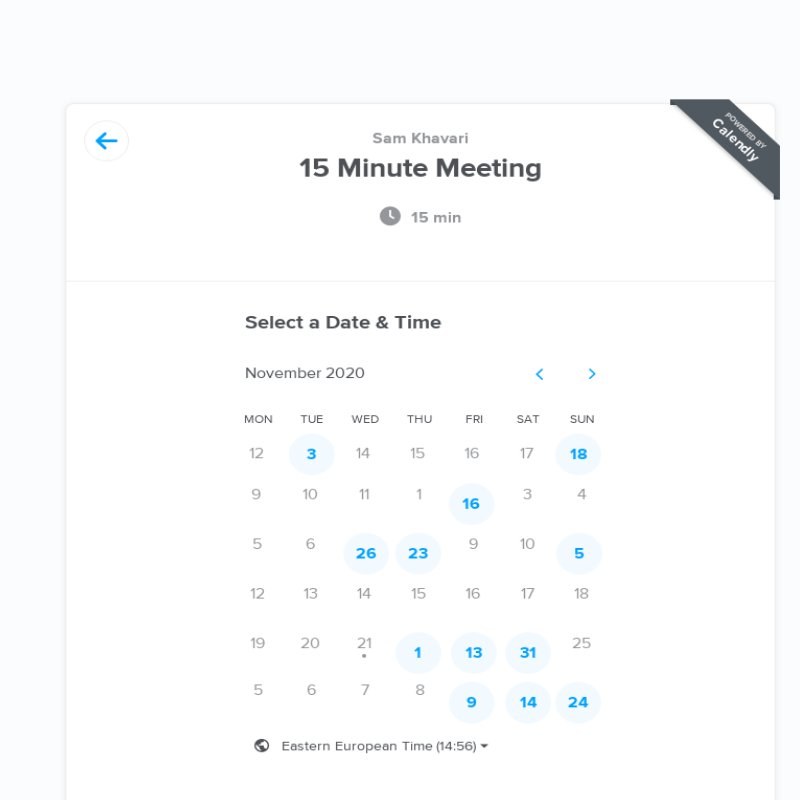 POWERED BY
Calendly
Sam Khavari
15 Minute Meeting
15 min
Select a Date & Time
November 2020
MON TUE WED THU FRI SAT SUN
12 3 14 15 16 17 18
9 10 11 1 16 3 4
5 6 26 23 9 10 5
12 13 14 15 16 17 18
19 20 21 1 13 31 25
5 6 7 8 9 14 24
Eastern European Time (14:56)